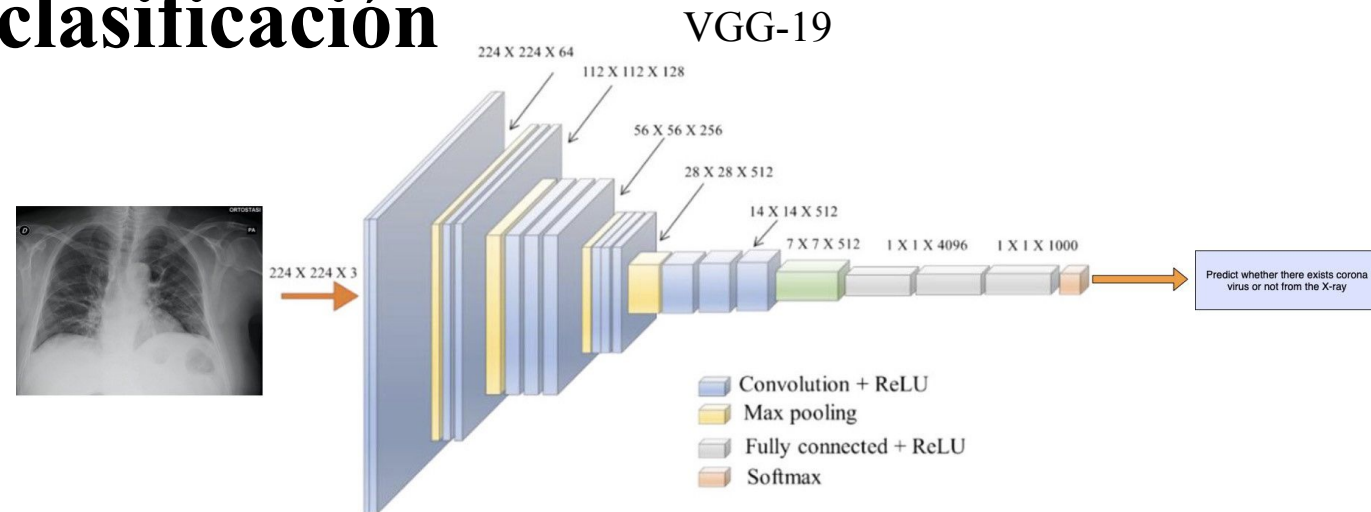 clasificación
VGG-19
224 X 224 X 64
112 X 112 X 128
56 X 56 X 256
28 X 28 X 512
14 X 14 X 512
7 X 7 X 512
1 X 1 X 4096
1 X 1 X 1000
ORTOSTASI
D
PA
224 X 224 X 3
Predict whether there exists corona
virus or not from the X-ray
Convolution + ReLU
Max pooling
Fully connected + ReLU
Softmax